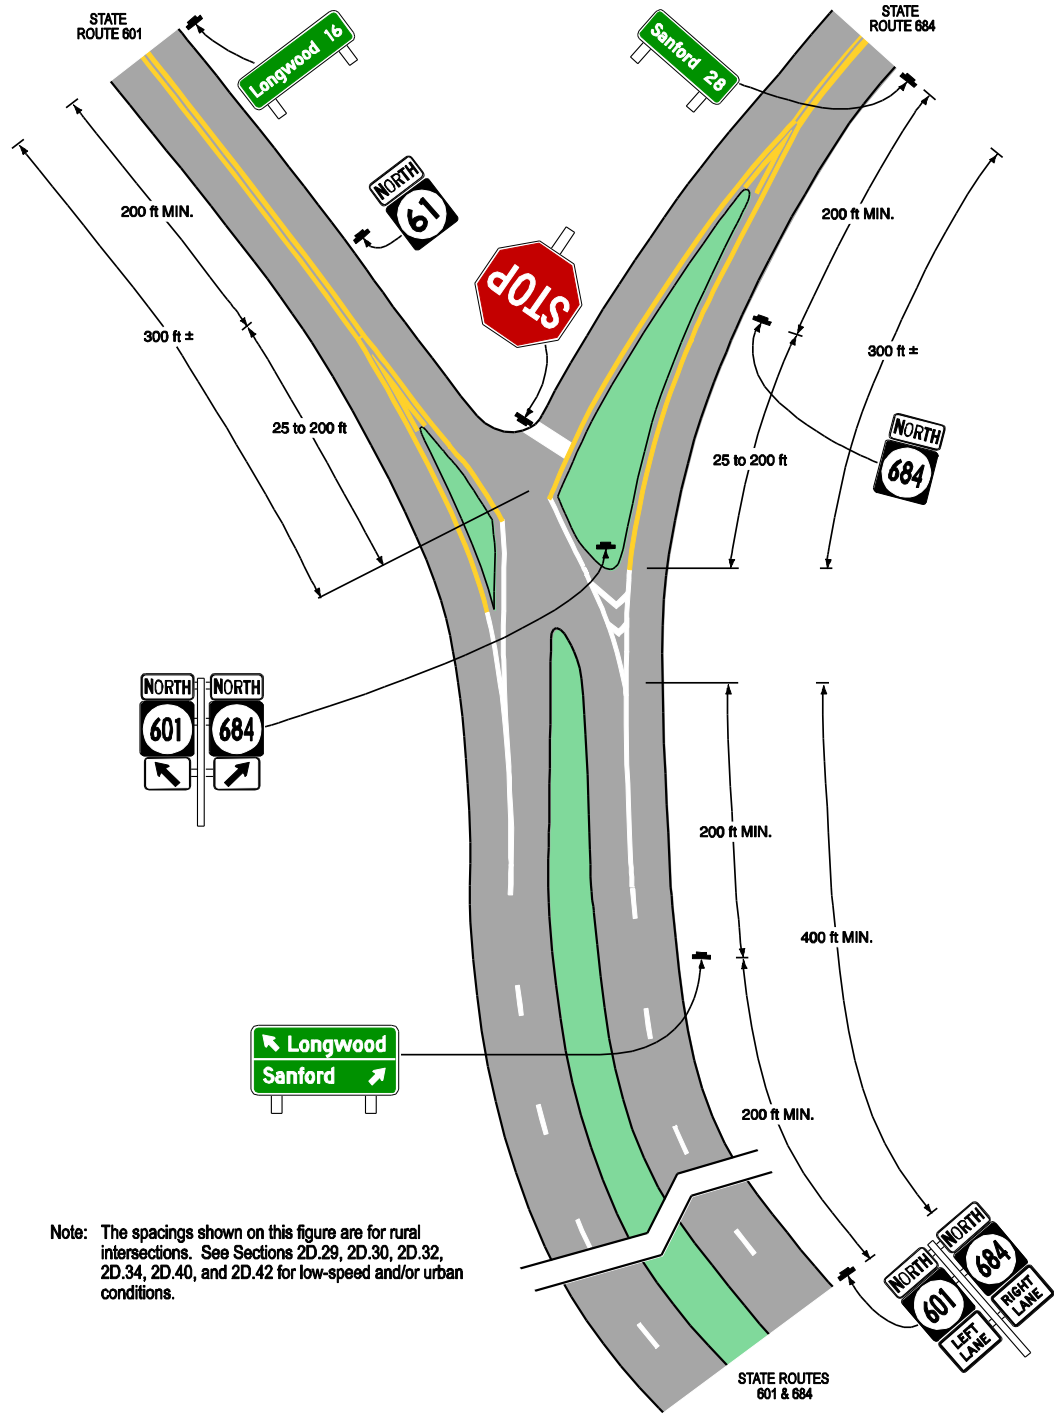 STATE
ROUTE 601
Longwood 16
STATE
ROUTE 684
Sanford 28
NORTH
61
200 ft MIN.
200 ft MIN.
STOP
300 ft ±
300 ft ±
25 to 200 ft
25 to 200 ft
NORTH
684
NORTH
601
NORTH
684
200 ft MIN.
400 ft MIN.
Longwood
Sanford
200 ft MIN.
Note: The spacings shown on this figure are for rural
intersections. See Sections 2D.29, 2D.30, 2D.32,
2D.34, 2D.40, and 2D.42 for low-speed and/or urban
conditions.
NORTH
601
LEFT
LANE
NORTH
684
RIGHT
LANE
STATE ROUTES
601 & 684